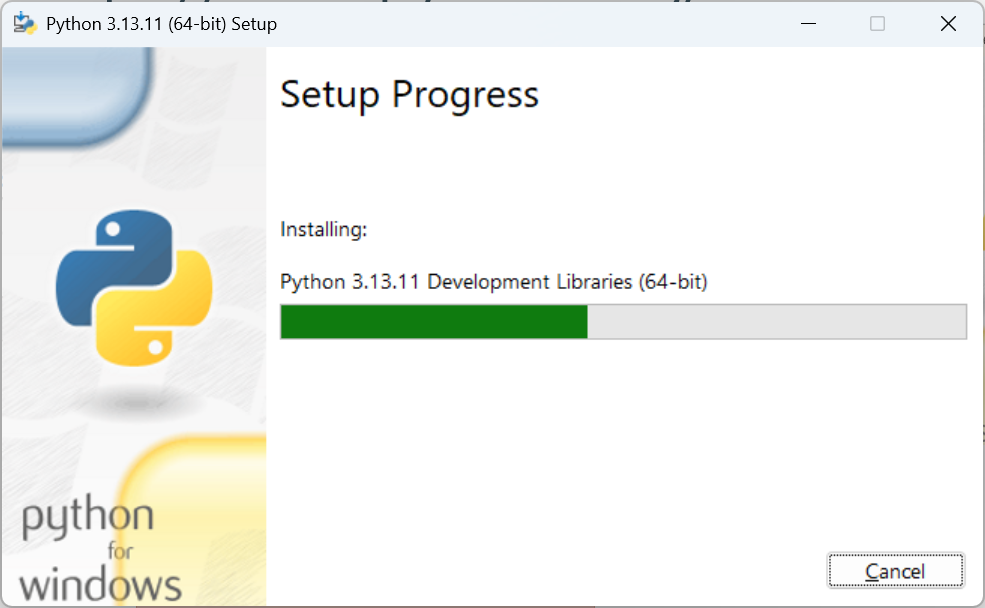 Python 3.13.11 (64-bit) Setup
Setup Progress
Installing:
Python 3.13.11 Development Libraries (64-bit)
python
for
windows
Cancel